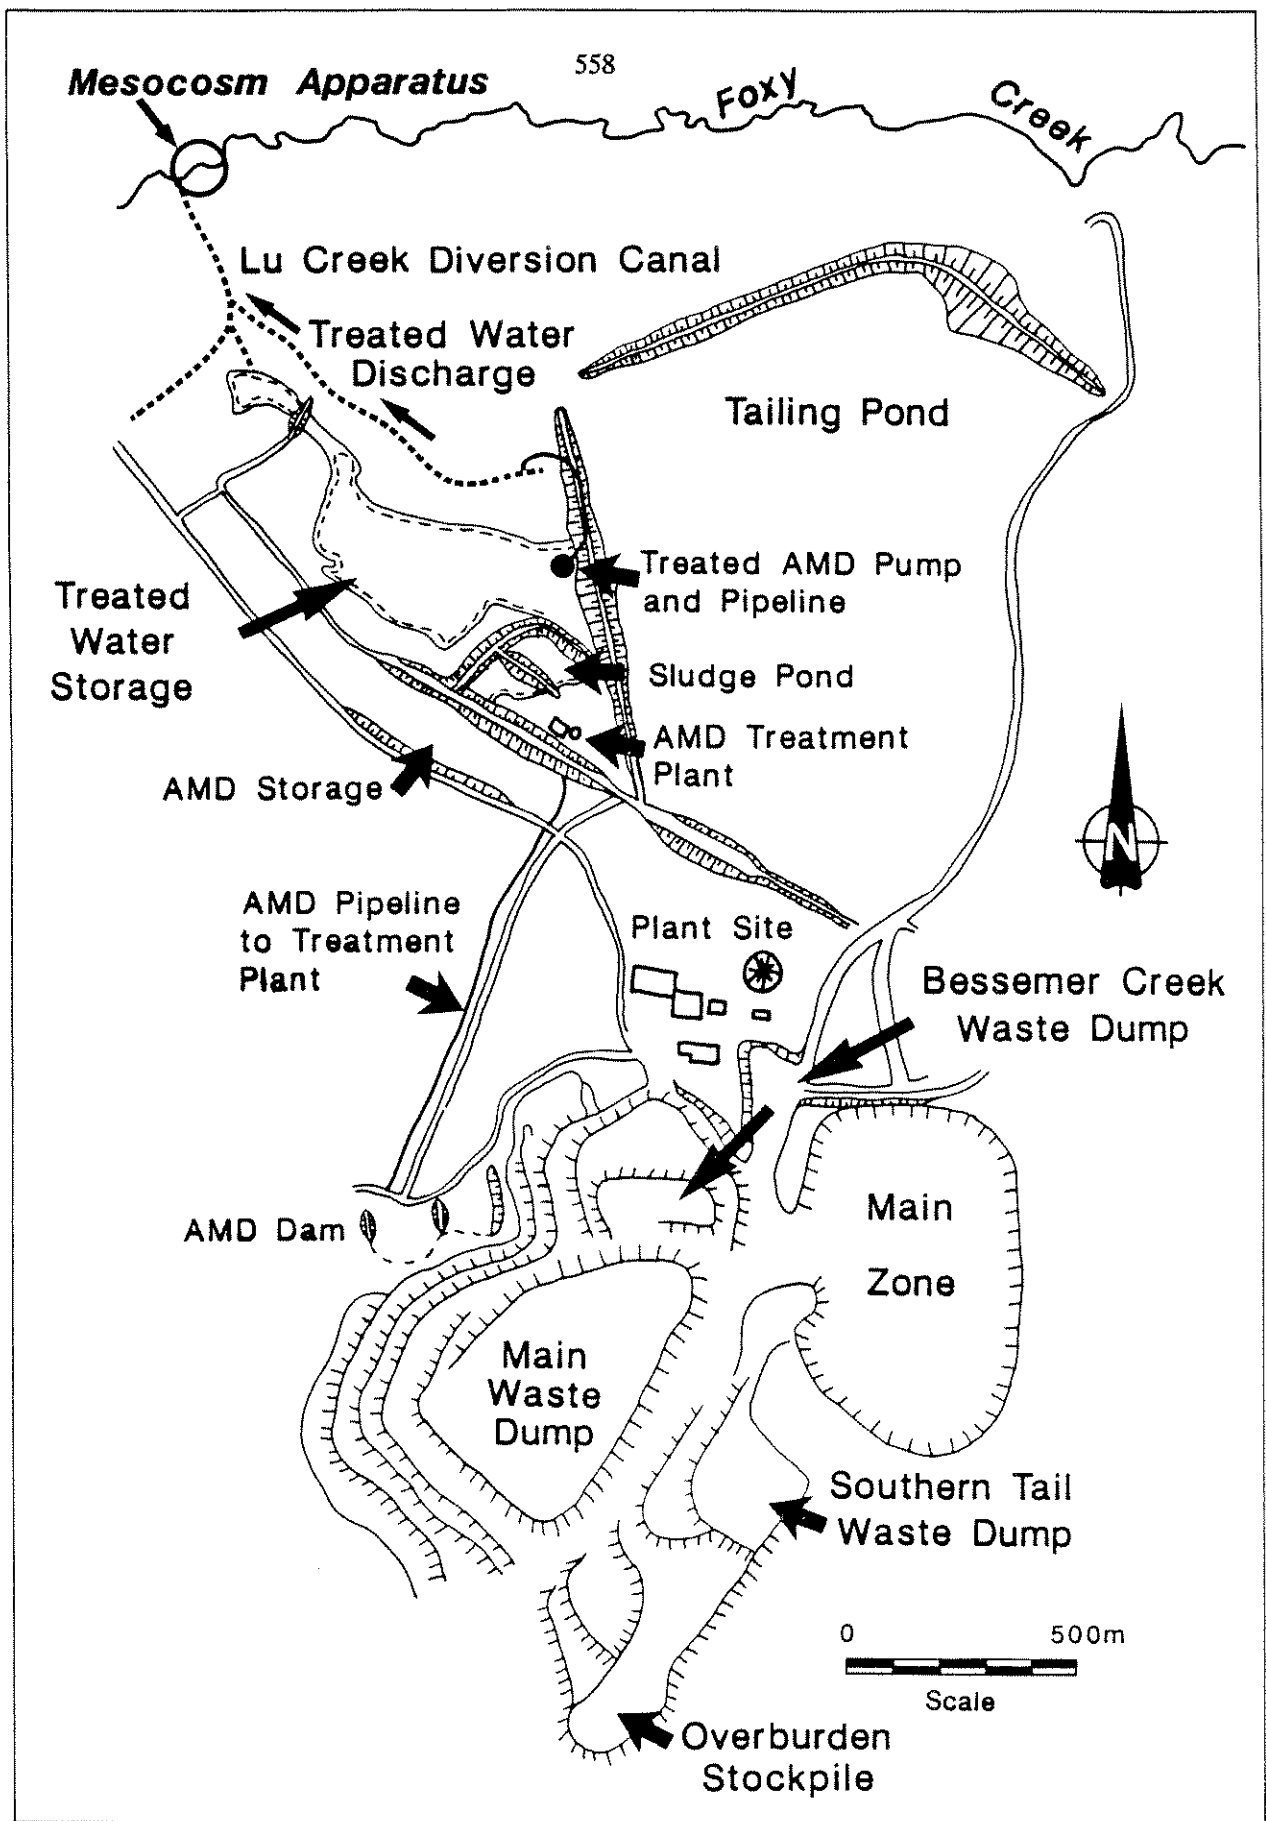 558
Mesocosm Apparatus
Foxy Creek
Lu Creek Diversion Canal
Treated Water
Discharge
Tailing Pond
Treated AMD Pump
and Pipeline
Treated
Water
Storage
Sludge Pond
AMD Treatment
Plant
AMD Storage
N
AMD Pipeline
to Treatment
Plant
Plant Site
Bessemer Creek
Waste Dump
AMD Dam
Main
Zone
Main
Waste
Dump
Southern Tail
Waste Dump
0 500m
Scale
Overburden
Stockpile